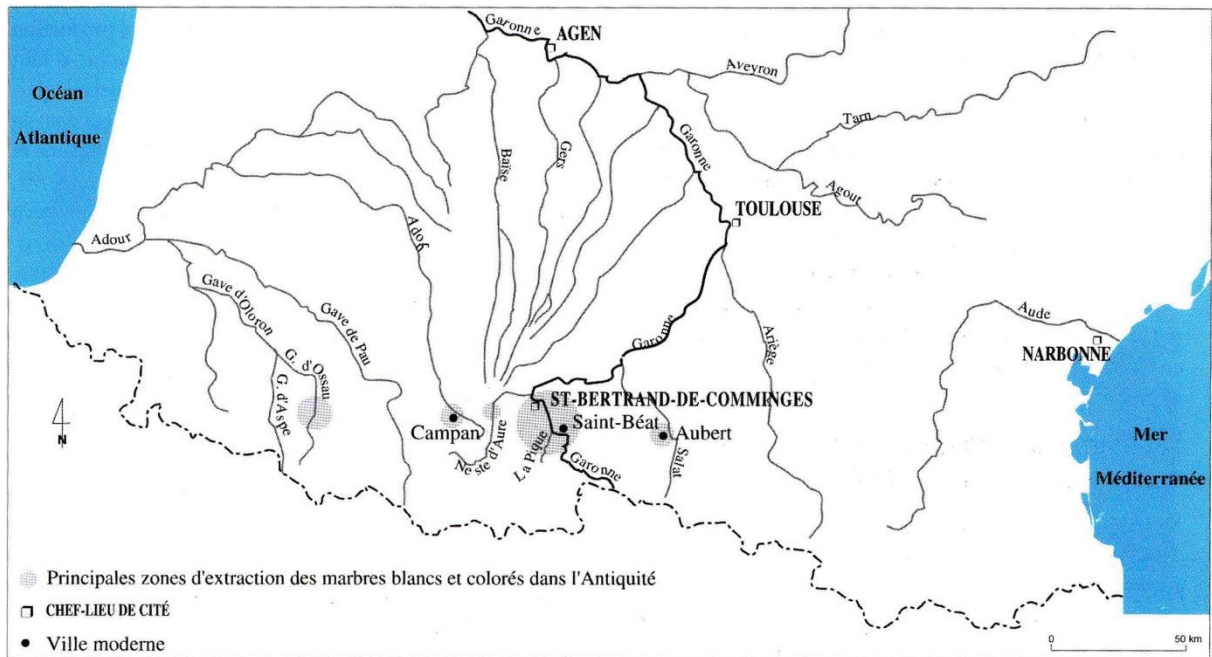 Garonne
AGEN
Aveyron
Océan
Atlantique
Tarn
Garonne
Gers
Baïse
Agout
TOULOUSE
Adour
Adour
Gave d'Oloron
Gave de Pau
Aude
Garonne
Ariège
NARBONNE
G. d'Ossau
G. d'Aspe
ST-BERTRAND-DE-COMMINGES
N
Campan
Saint-Béat
Aubert
Mer
Méditerranée
Neste d'Aure
La Pique
Garonne
Salat
Principales zones d'extraction des marbres blancs et colorés dans l'Antiquité
CHEF-LIEU DE CITÉ
Ville moderne
0 50 km